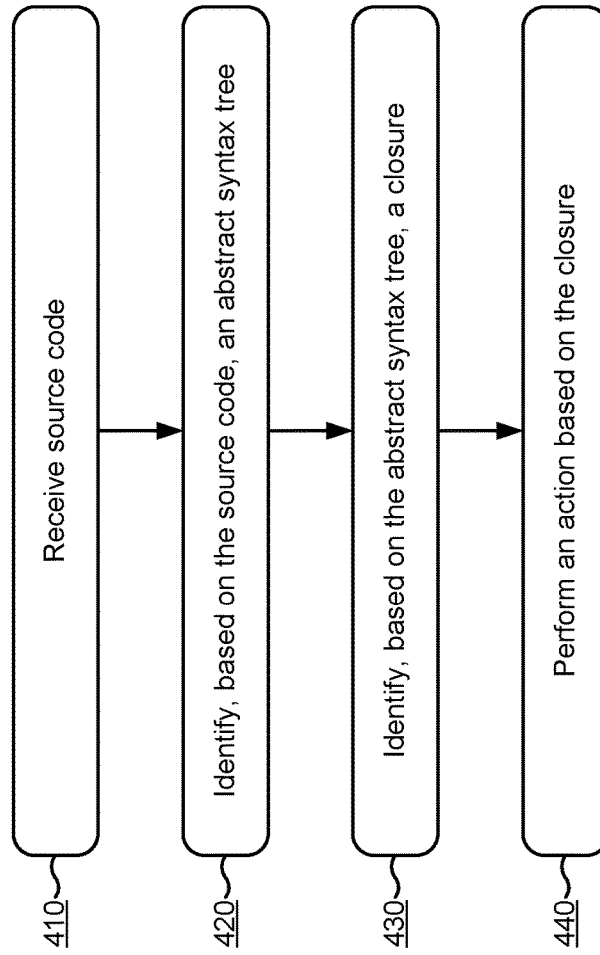 410
Receive source code
420
Identify, based on the source code, an abstract syntax tree
430
Identify, based on the abstract syntax tree, a closure
440
Perform an action based on the closure